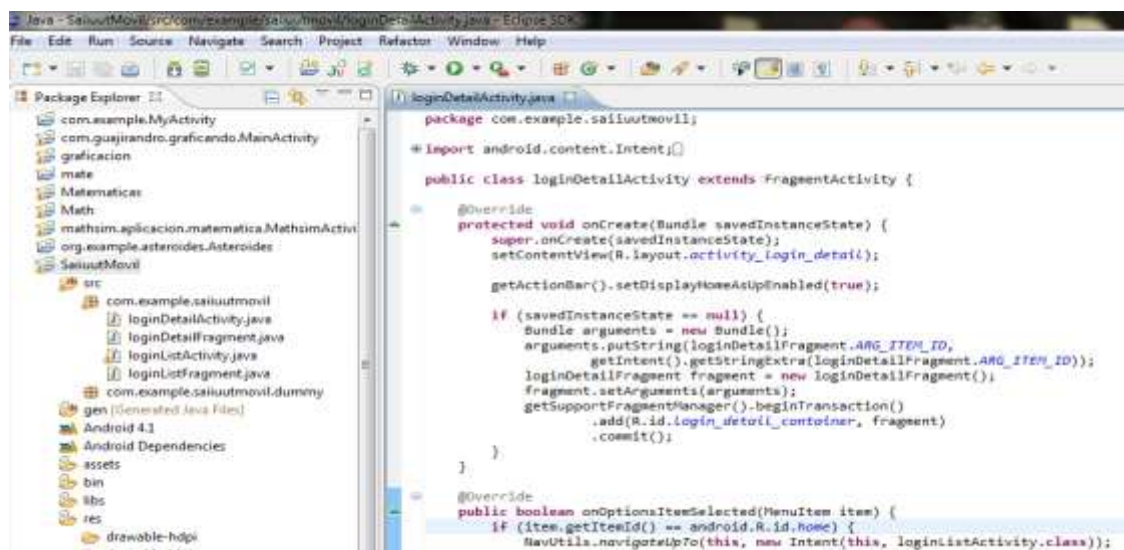 Java - SaiiuutMovil/src/com/example/saiiuutmovil/loginDetailActivity.java - Eclipse SDK
File Edit Run Source Navigate Search Project Refactor Window Help
Package Explorer
com.example.MyActivity
com.guajirandro.graficando.MainActivity
graficacion
mate
Matematicas
Math
mathsim.aplicacion.matematica.MathsimActivi
org.example.asteroides.Asteroides
SaiiuutMovil
src
com.example.saiiuutmovil
loginDetailActivity.java
loginDetailFragment.java
loginListActivity.java
loginListFragment.java
com.example.saiiuutmovil.dummy
gen [Generated Java Files]
Android 4.1
Android Dependencies
assets
bin
libs
res
drawable-hdpi
loginDetailActivity.java
package com.example.saiiuutmovil;
import android.content.Intent;
public class loginDetailActivity extends FragmentActivity {
@Override
protected void onCreate(Bundle savedInstanceState) {
super.onCreate(savedInstanceState);
setContentView(R.layout.activity_login_detail);
getActionBar().setDisplayHomeAsUpEnabled(true);
if (savedInstanceState == null) {
Bundle arguments = new Bundle();
arguments.putString(loginDetailFragment.ARG_ITEM_ID,
getIntent().getStringExtra(loginDetailFragment.ARG_ITEM_ID));
loginDetailFragment fragment = new loginDetailFragment();
fragment.setArguments(arguments);
getSupportFragmentManager().beginTransaction()
.add(R.id.login_detail_container, fragment)
.commit();
}
}
@Override
public boolean onOptionsItemSelected(MenuItem item) {
if (item.getItemId() == android.R.id.home) {
NavUtils.navigateUpTo(this, new Intent(this, loginListActivity.class));